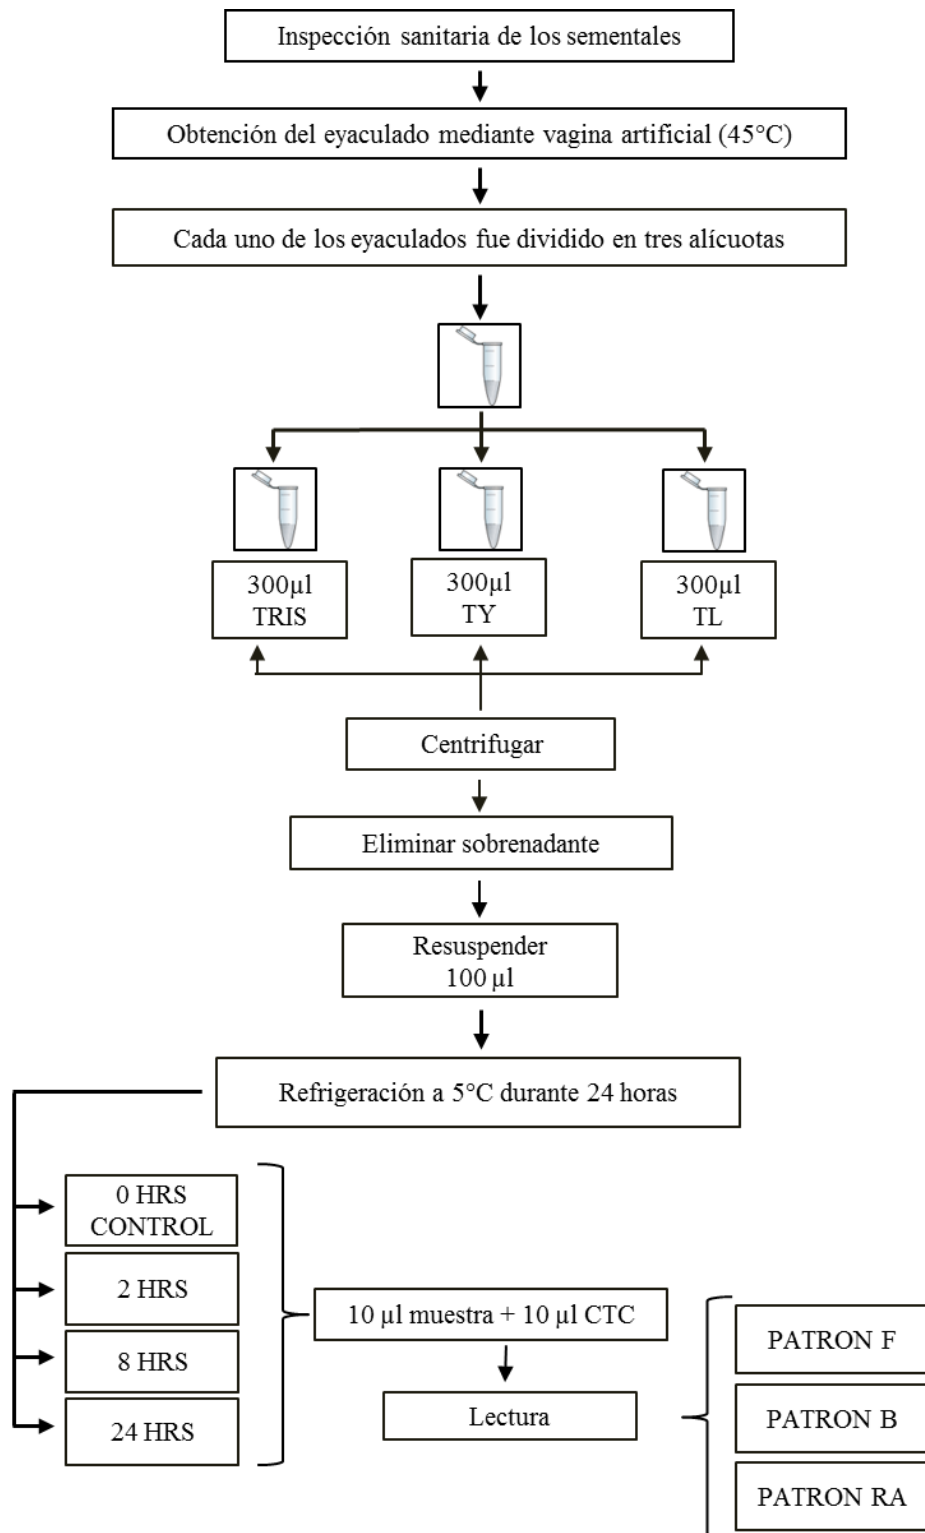 Inspección sanitaria de los sementales
Obtención del eyaculado mediante vagina artificial (45°C)
Cada uno de los eyaculados fue dividido en tres alícuotas
300µl
TRIS
300µl
TY
300µl
TL
Centrifugar
Eliminar sobrenadante
Resuspender
100 µl
Refrigeración a 5°C durante 24 horas
0 HRS
CONTROL
2 HRS
8 HRS
24 HRS
10 µl muestra + 10 µl CTC
Lectura
PATRON F
PATRON B
PATRON RA